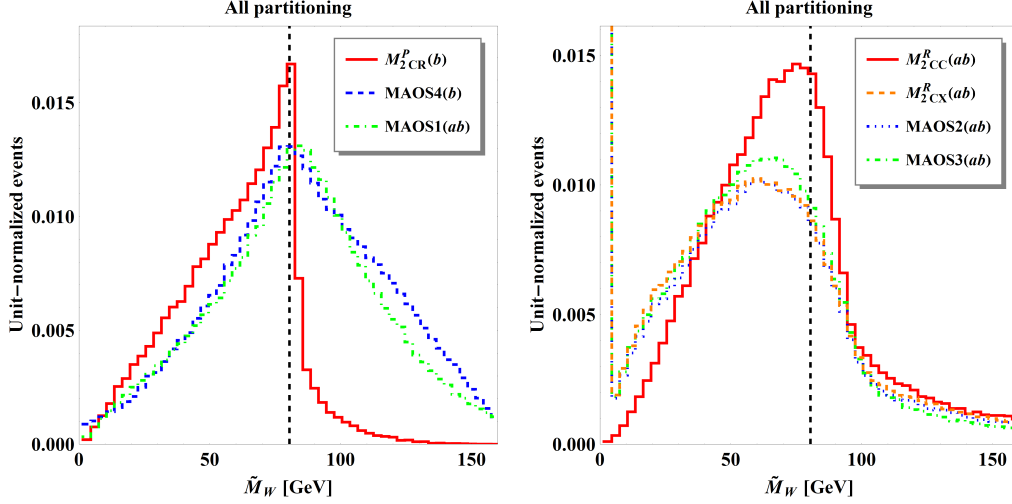 All partitioning
Unit−normalized events
0.015
0.010
0.005
0.000
M^P_2CR(b)
MAOS4(b)
MAOS1(ab)
0 50 100 150
M̃_W [GeV]
All partitioning
Unit−normalized events
0.015
0.010
0.005
0.000
M^R_2CC(ab)
M^R_2CX(ab)
MAOS2(ab)
MAOS3(ab)
0 50 100 150
M̃_W [GeV]